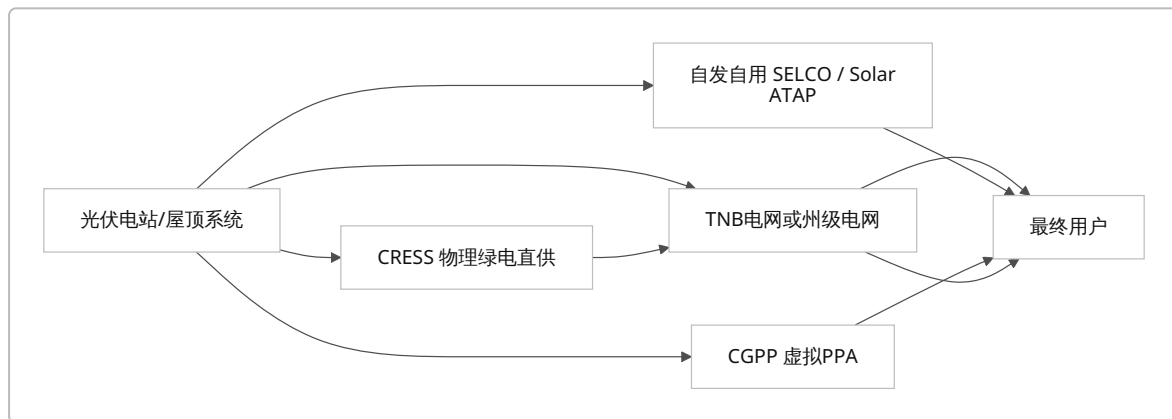 自发自用 SELCO / Solar
ATAP
光伏电站/屋顶系统
TNB电网或州级电网
最终用户
CRESS 物理绿电直供
CGPP 虚拟PPA